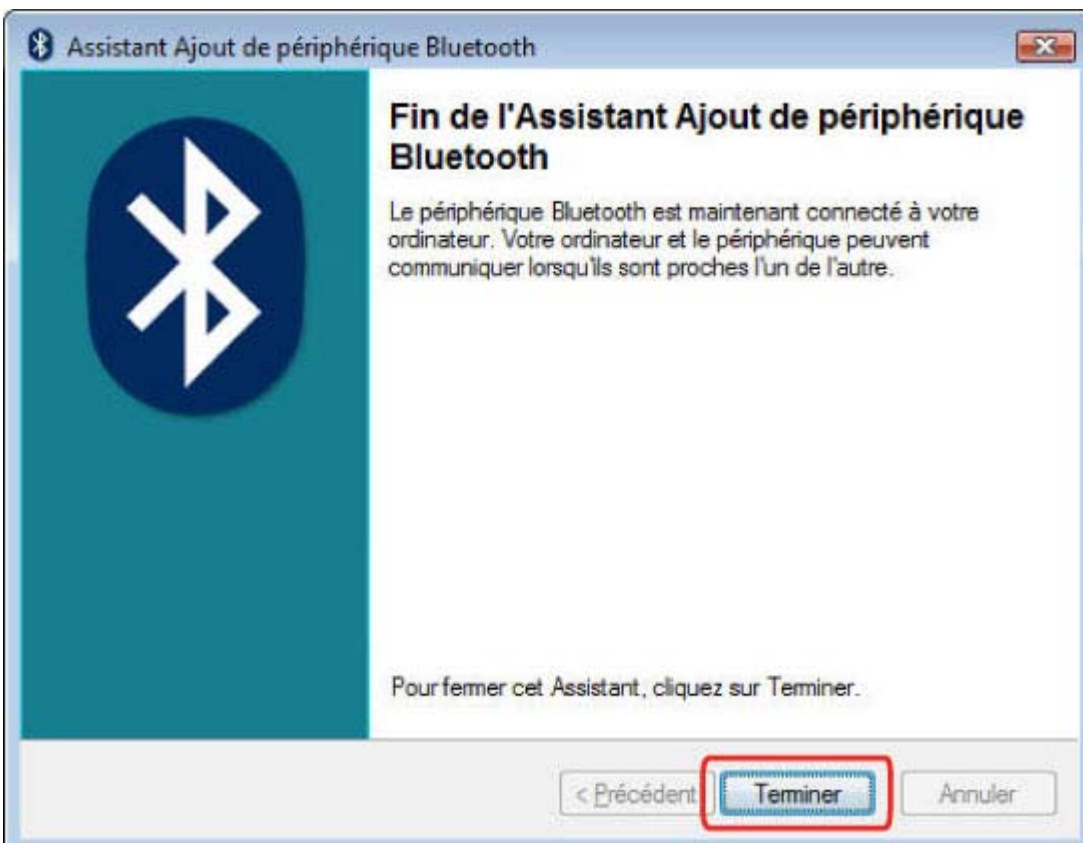 Assistant Ajout de périphérique Bluetooth
Fin de l'Assistant Ajout de périphérique
Bluetooth
Le périphérique Bluetooth est maintenant connecté à votre
ordinateur. Votre ordinateur et le périphérique peuvent
communiquer lorsqu'ils sont proches l'un de l'autre.
Pour fermer cet Assistant, cliquez sur Terminer.
< Précédent
Terminer
Annuler